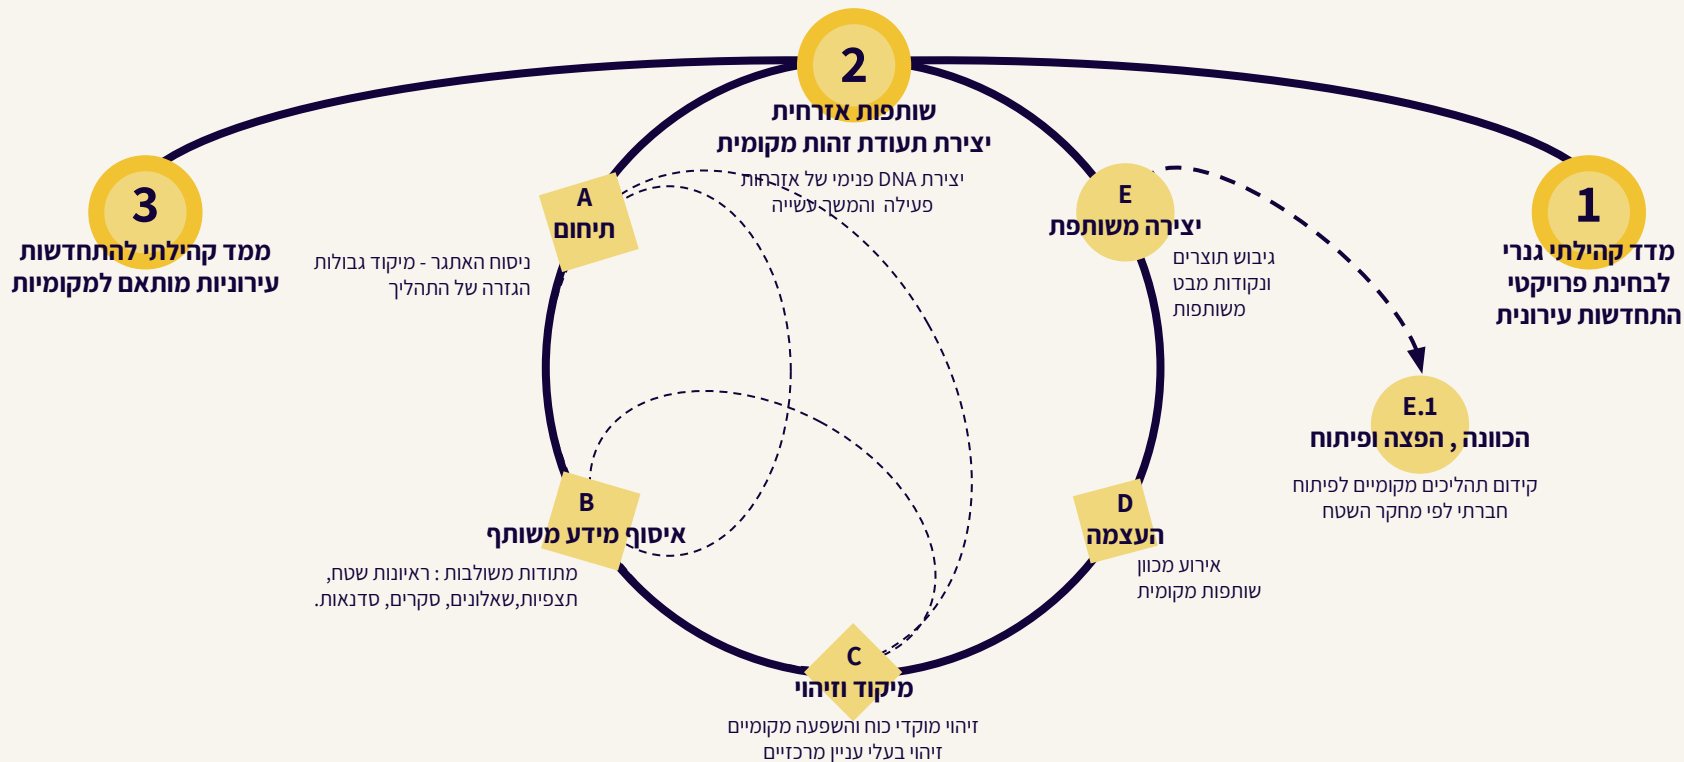 1
מדד קהילתי גנרי
לבחינת פרויקטי
התחדשות עירונית
2
שותפות אזרחית
יצירת תעודת זהות מקומית
יצירת DNA פנימי של אזרחות
פעילה והמשך עשייה
3
ממד קהילתי להתחדשות
עירוניות מותאם למקומיות
A
תיחום
ניסוח האתגר - מיקוד גבולות
הגזרה של התהליך
B
איסוף מידע משותף
מתודות משולבות : ראיונות שטח,
תצפיות,שאלונים, סקרים, סדנאות.
C
מיקוד וזיהוי
זיהוי מוקדי כוח והשפעה מקומיים
זיהוי בעלי עניין מרכזיים
D
העצמה
אירוע מכוון
שותפות מקומית
E
יצירה משותפת
גיבוש תוצרים
ונקודות מבט
משותפות
E.1
הכוונה , הפצה ופיתוח
קידום תהליכים מקומיים לפיתוח
חברתי לפי מחקר השטח